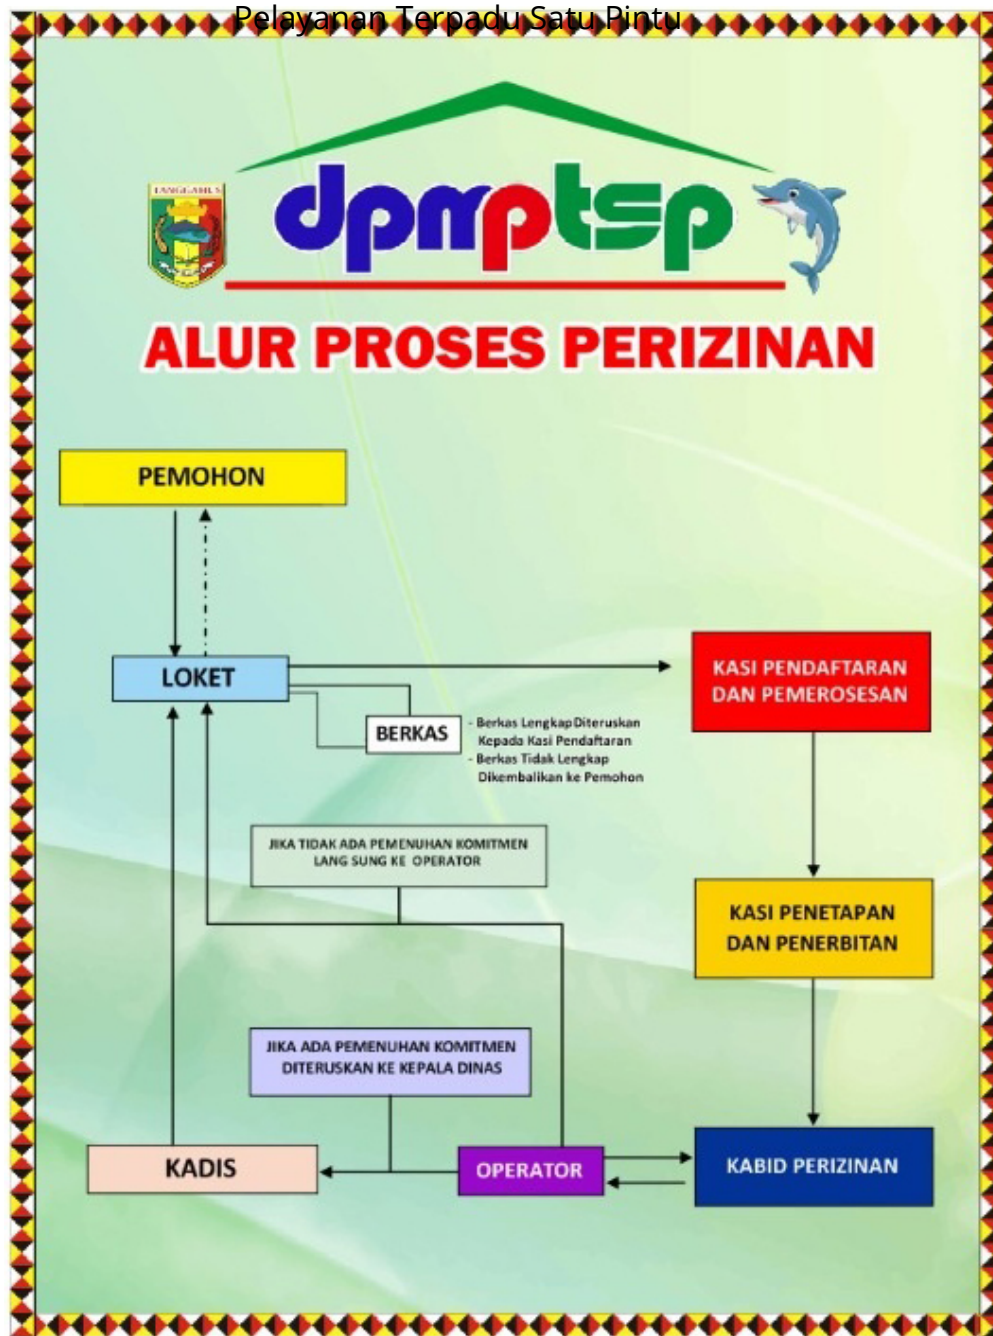 Pelayanan Terpadu Satu Pintu
TANGGAMUS
dpmptsp
ALUR PROSES PERIZINAN
PEMOHON
LOKET
KASI PENDAFTARAN
DAN PEMEROSESAN
BERKAS
- Berkas Lengkap Diteruskan
Kepada Kasi Pendaftaran
- Berkas Tidak Lengkap
Dikembalikan ke Pemohon
JIKA TIDAK ADA PEMENUHAN KOMITMEN
LANG SUNG KE OPERATOR
KASI PENETAPAN
DAN PENERBITAN
JIKA ADA PEMENUHAN KOMITMEN
DITERUSKAN KE KEPALA DINAS
KADIS
OPERATOR
KABID PERIZINAN